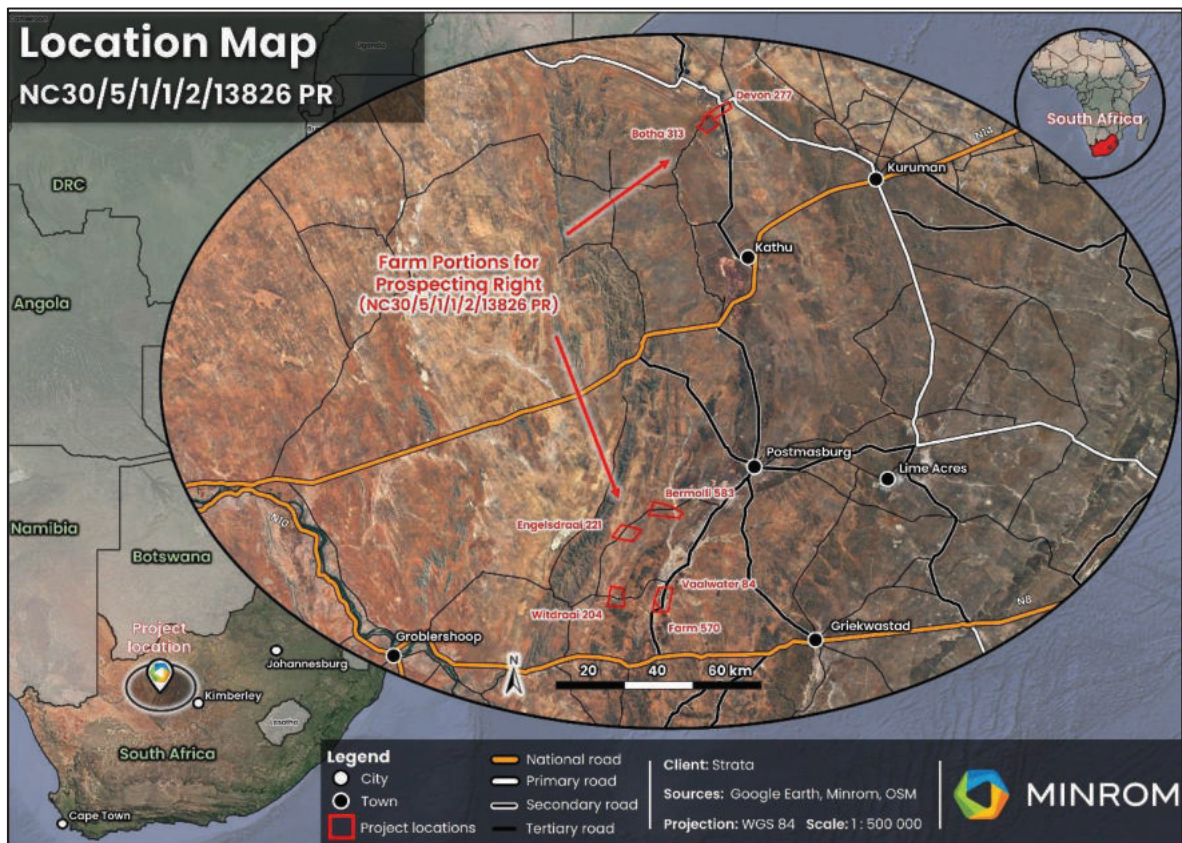 Location Map
NC30/5/1/1/2/13826 PR
Uganda
DRC
Angola
Namibia
Botswana
South Africa
Devon 277
Botha 313
N14
Kuruman
Kathu
Farm Portions for
Prospecting Right
(NC30/5/1/1/2/13826 PR)
Postmasburg
Lime Acres
Bermolli 583
Engelsdraai 221
N10
Vaalwater 84
Witdraai 204
Farm 570
N8
Griekwastad
Groblershoop
N
20 40 60 km
Project
location
Johannesburg
Kimberley
Lesotho
South Africa
Cape Town
Legend
City
Town
Project locations
National road
Primary road
Secondary road
Tertiary road
Client: Strata
Sources: Google Earth, Minrom, OSM
Projection: WGS 84 Scale: 1 : 500 000
MINROM